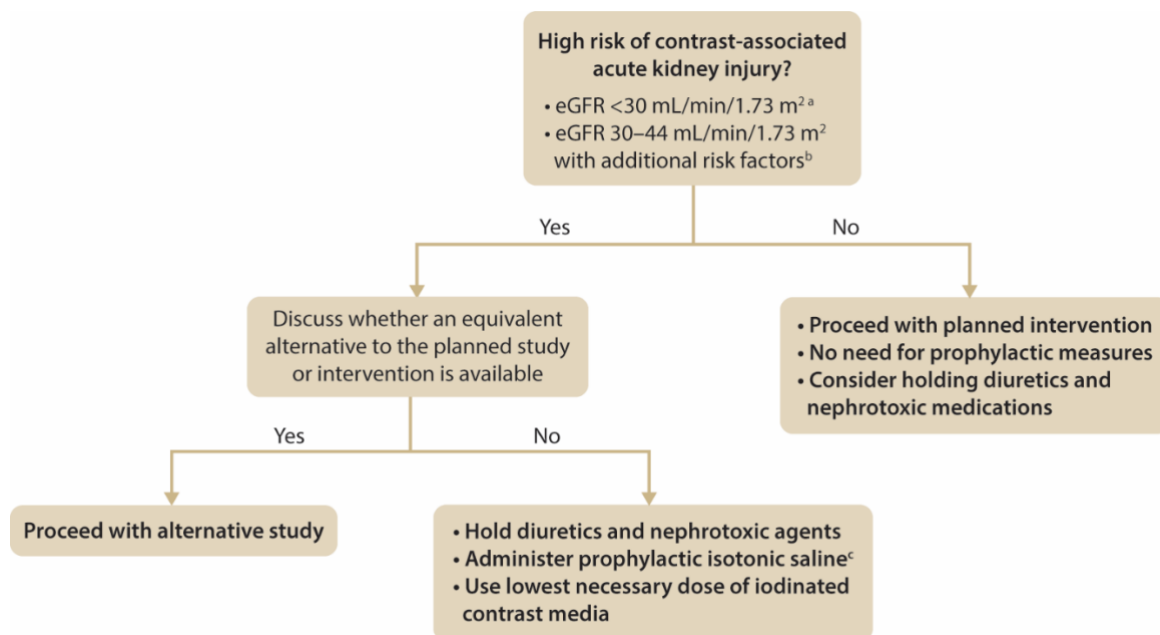 High risk of contrast-associated
acute kidney injury?
• eGFR <30 mL/min/1.73 m² ᵃ
• eGFR 30–44 mL/min/1.73 m²
with additional risk factorsᵇ
Yes
No
Discuss whether an equivalent
alternative to the planned study
or intervention is available
• Proceed with planned intervention
• No need for prophylactic measures
• Consider holding diuretics and
nephrotoxic medications
Yes
No
Proceed with alternative study
• Hold diuretics and nephrotoxic agents
• Administer prophylactic isotonic salineᶜ
• Use lowest necessary dose of iodinated
contrast media